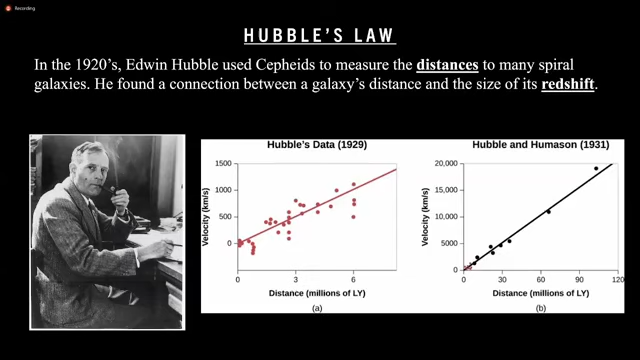 Recording
HUBBLE'S LAW
In the 1920's, Edwin Hubble used Cepheids to measure the distances to many spiral
galaxies. He found a connection between a galaxy's distance and the size of its redshift.
Hubble's Data (1929)
1500
1000
500
0
Velocity (km/s)
0
3
6
Distance (millions of LY)
(a)
Hubble and Humason (1931)
20,000
15,000
10,000
5000
0
Velocity (km/s)
0
30
60
90
120
Distance (millions of LY)
(b)